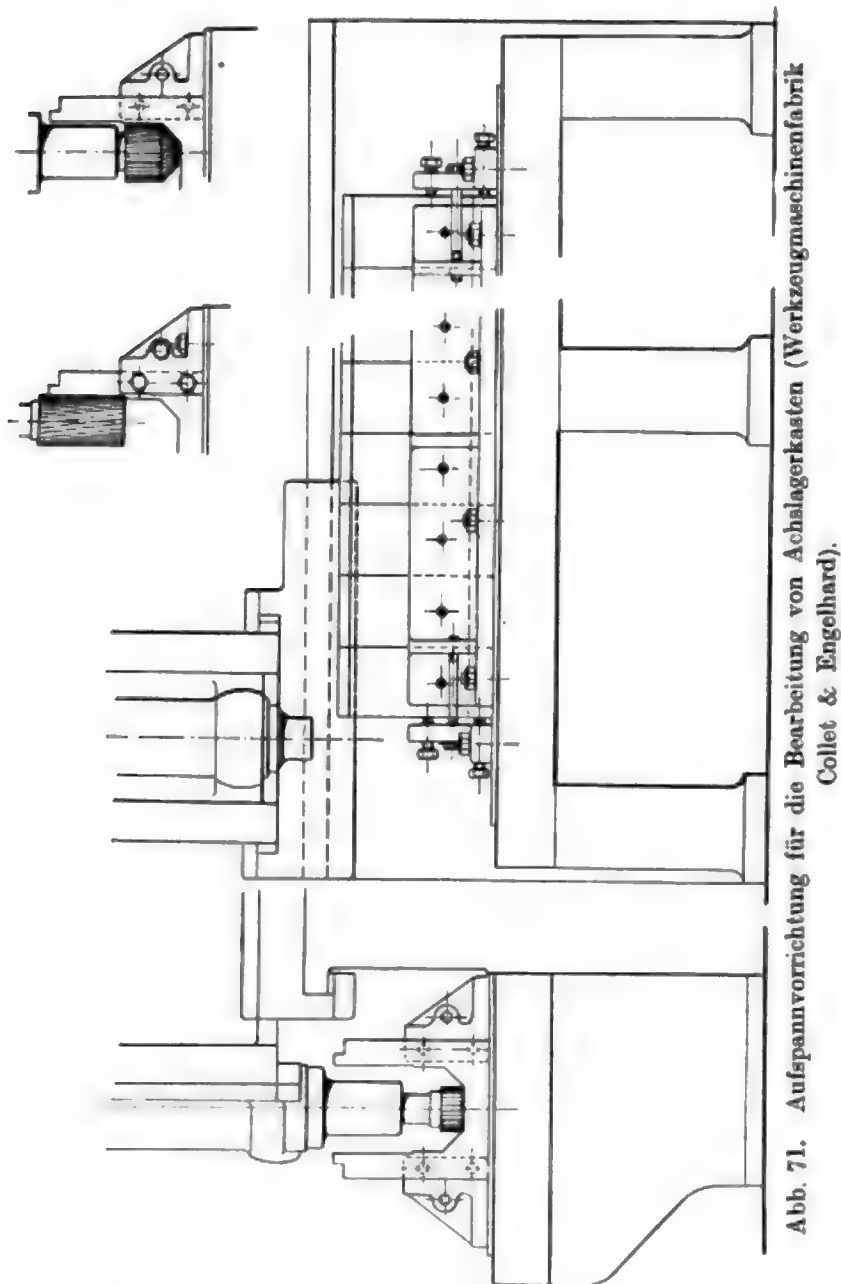 Abb. 71. Aufspannvorrichtung für die Bearbeitung von Achslagerkasten (Werkzeugmaschinenfabrik
Collet & Engelhard).